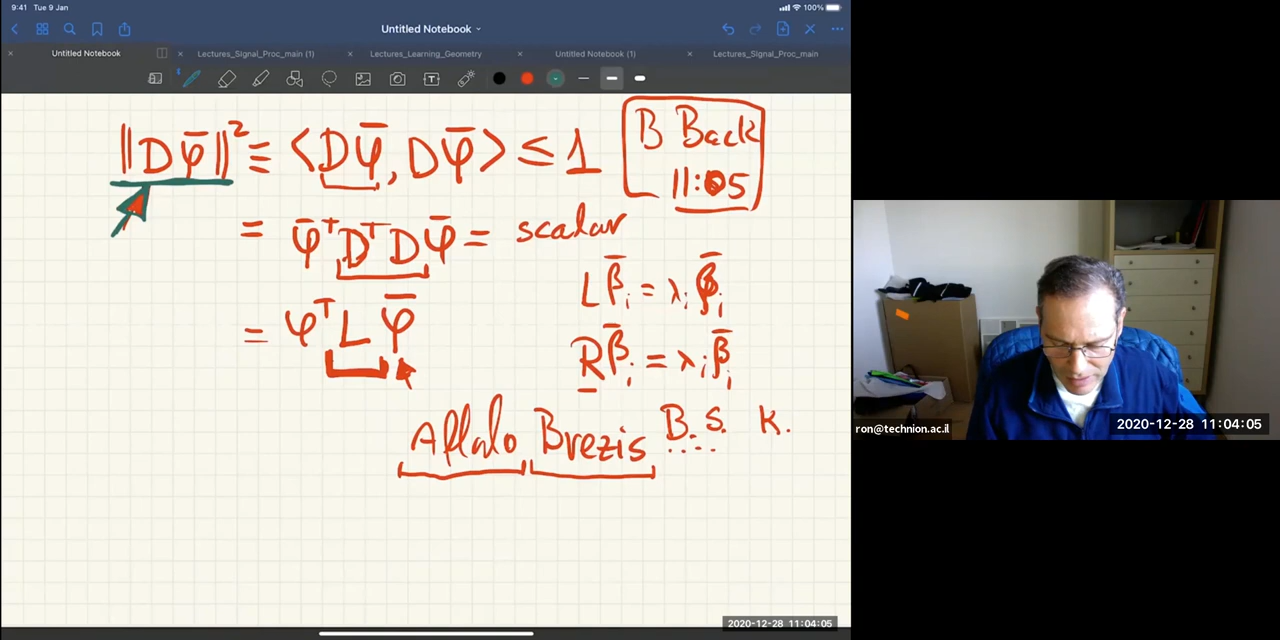 9:41 Tue 9 Jan
100%
Untitled Notebook
Untitled Notebook
Lectures_Signal_Proc_main (1)
Lectures_Learning_Geometry
Untitled Notebook (1)
Lectures_Signal_Proc_main
‖Dφ̄‖² ≡ ⟨Dφ̄, Dφ̄⟩ ≤ 1
B Back
11:05
= φ̄ᵀDᵀDφ̄ = scalar
Lβ̄ᵢ = λᵢβ̄ᵢ
= φᵀLφ̄
Rβ̄ᵢ = λᵢβ̄ᵢ
Aflalo Brezis B. S. K.
2020-12-28 11:04:05
ron@technion.ac.il
2020-12-28 11:04:05